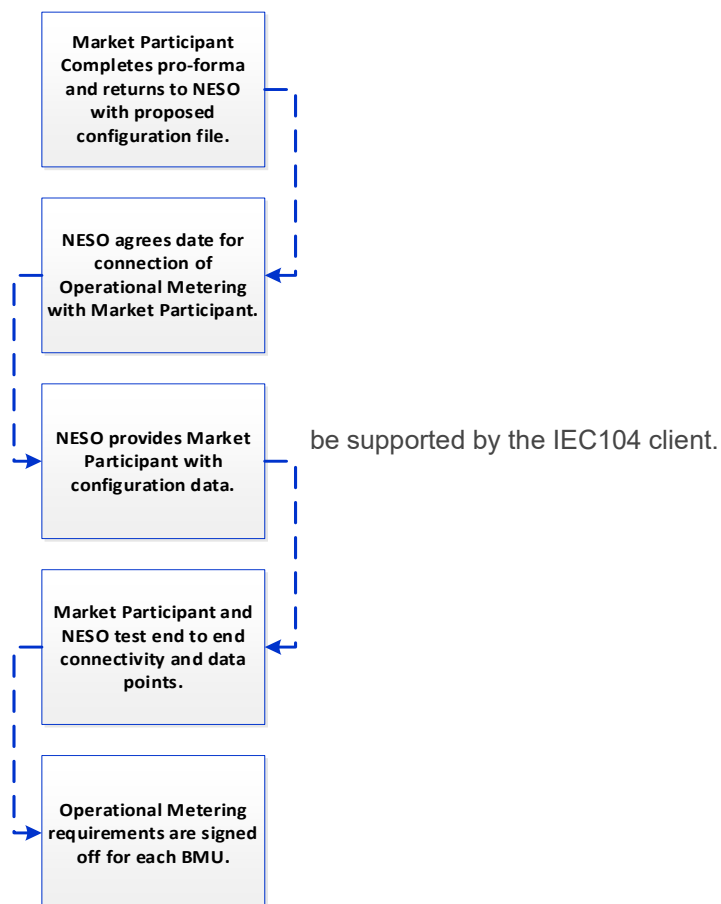 Market Participant
Completes pro-forma
and returns to NESO
with proposed
configuration file.
NESO agrees date for
connection of
Operational Metering
with Market Participant.
NESO provides Market
Participant with
configuration data.
be supported by the IEC104 client.
Market Participant and
NESO test end to end
connectivity and data
points.
Operational Metering
requirements are signed
off for each BMU.